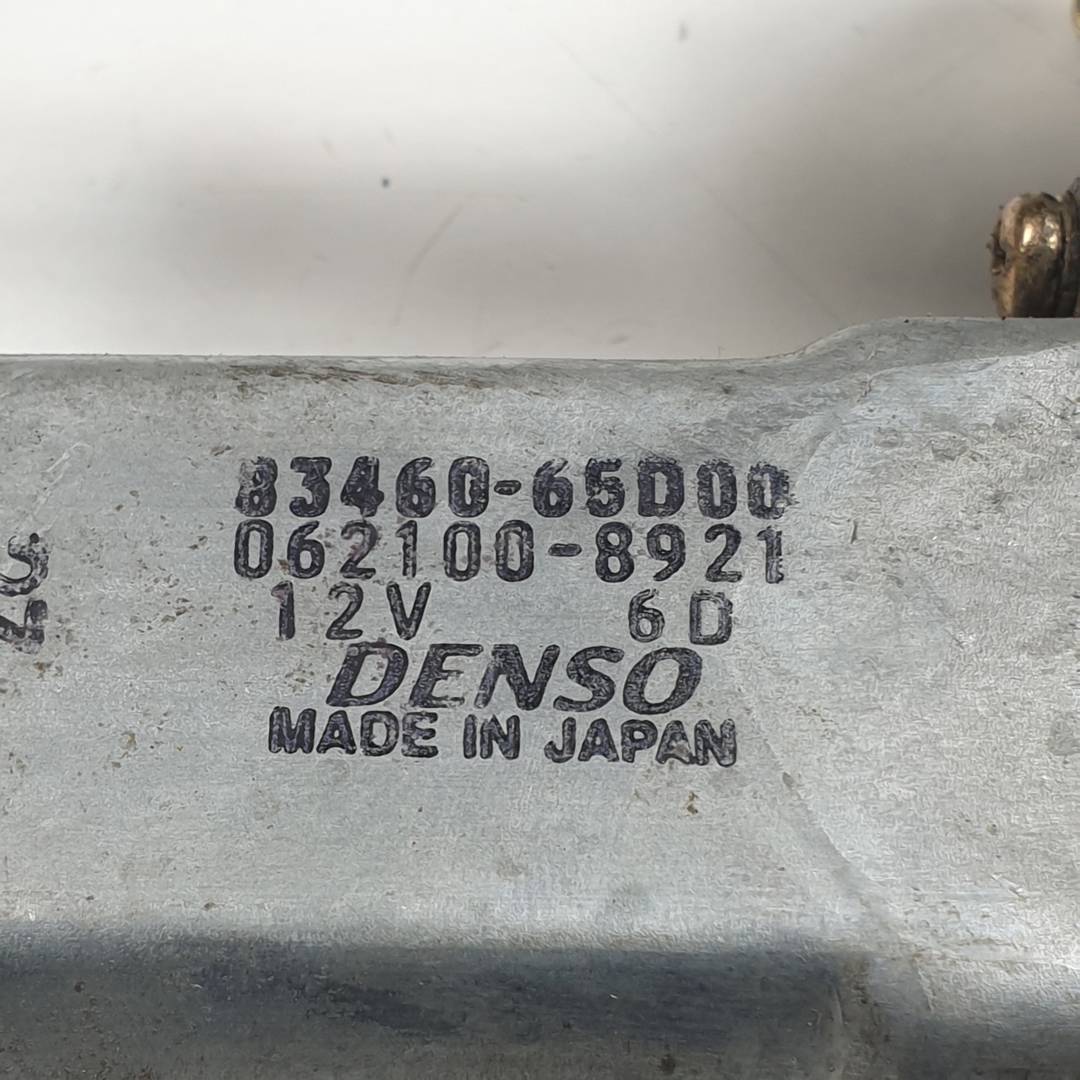 83460-65D00
062100-8921
12V 6D
DENSO
MADE IN JAPAN